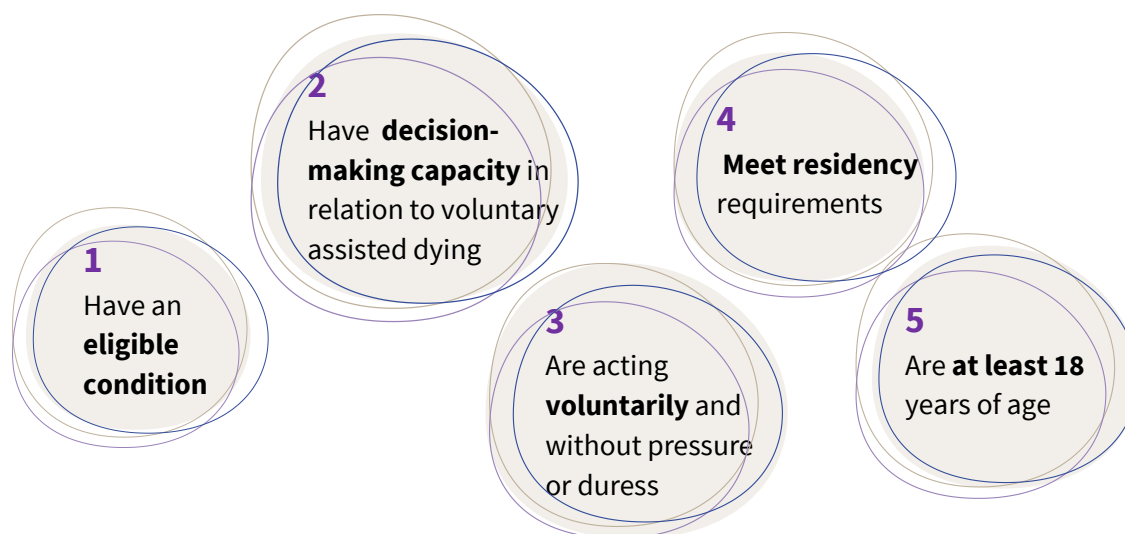 1
Have an
eligible
condition
2
Have decision-
making capacity in
relation to voluntary
assisted dying
3
Are acting
voluntarily and
without pressure
or duress
4
Meet residency
requirements
5
Are at least 18
years of age